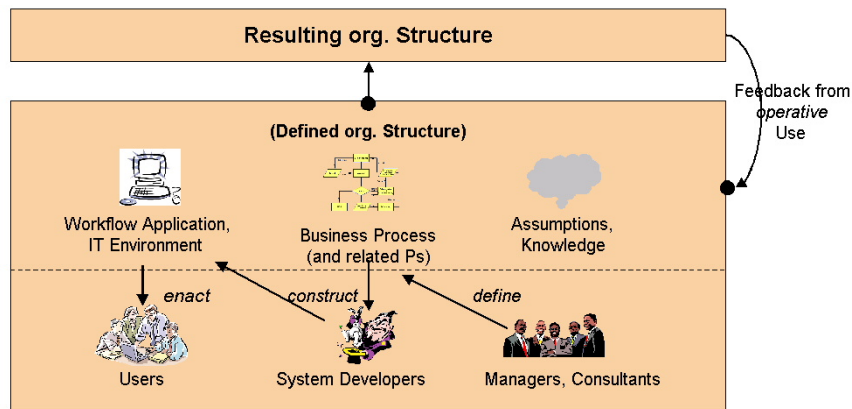 Resulting org. Structure
Feedback from
operative
Use
(Defined org. Structure)
Workflow Application,
IT Environment
Business Process
(and related Ps)
Assumptions,
Knowledge
enact
construct
define
Users
System Developers
Managers, Consultants